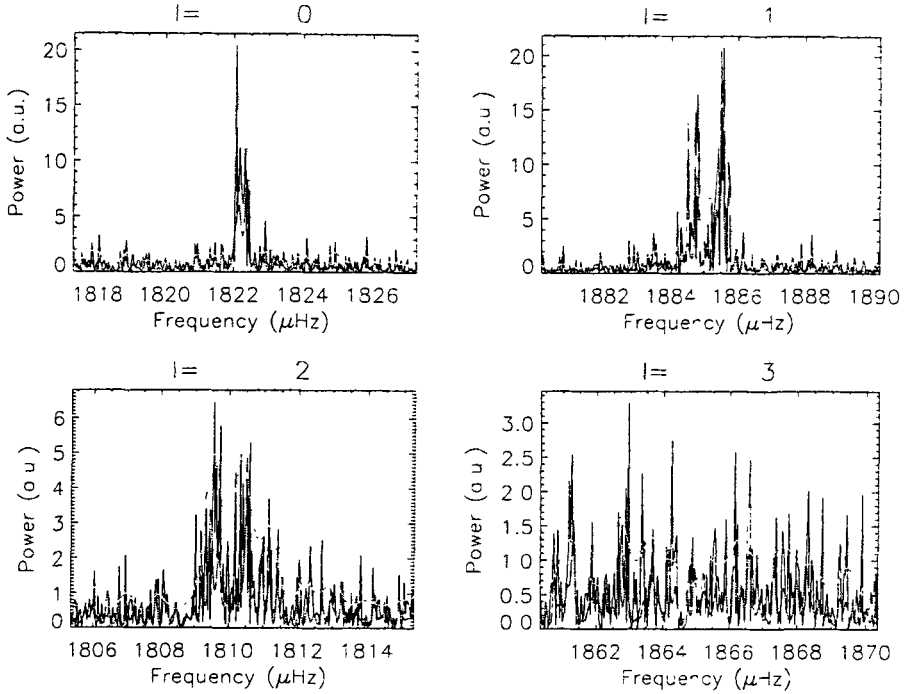 l= 0
20
15
10
5
0
Power (a.u.)
1818 1820 1822 1824 1826
Frequency (μHz)
l= 1
20
15
10
5
0
Power (a.u
1882 1884 1886 1888 1890
Frequency (μHz)
l= 2
6
5
4
3
2
1
0
Power (a u)
1806 1808 1810 1812 1814
Frequency (μHz)
l= 3
3.0
2.5
2.0
1.5
1.0
0.5
0 0
Power (a u)
1862 1864 1866 1868 1870
Frequency (μHz)